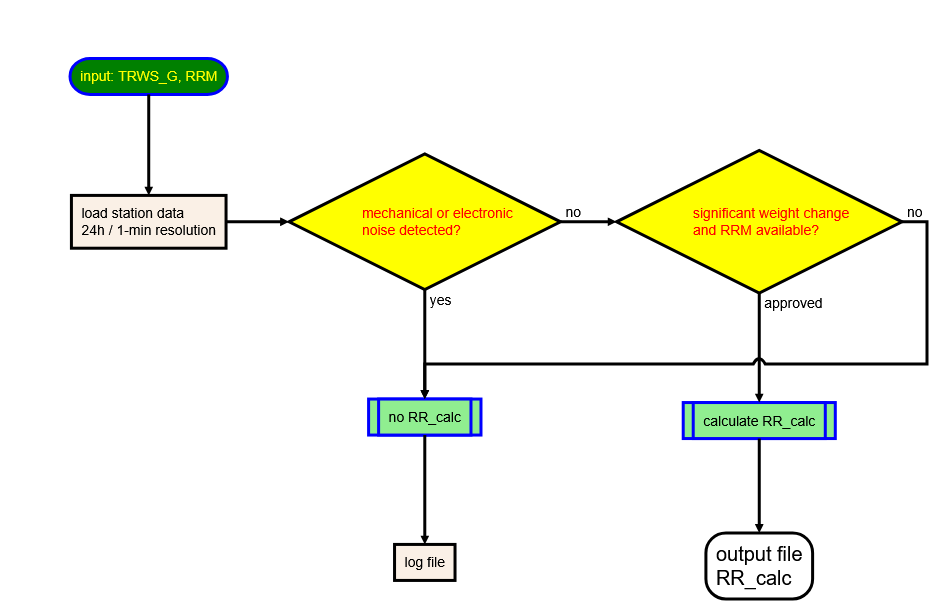 input: TRWS_G, RRM
load station data
24h / 1-min resolution
mechanical or electronic
noise detected?
no
significant weight change
and RRM available?
no
yes
approved
no RR_calc
calculate RR_calc
log file
output file
RR_calc